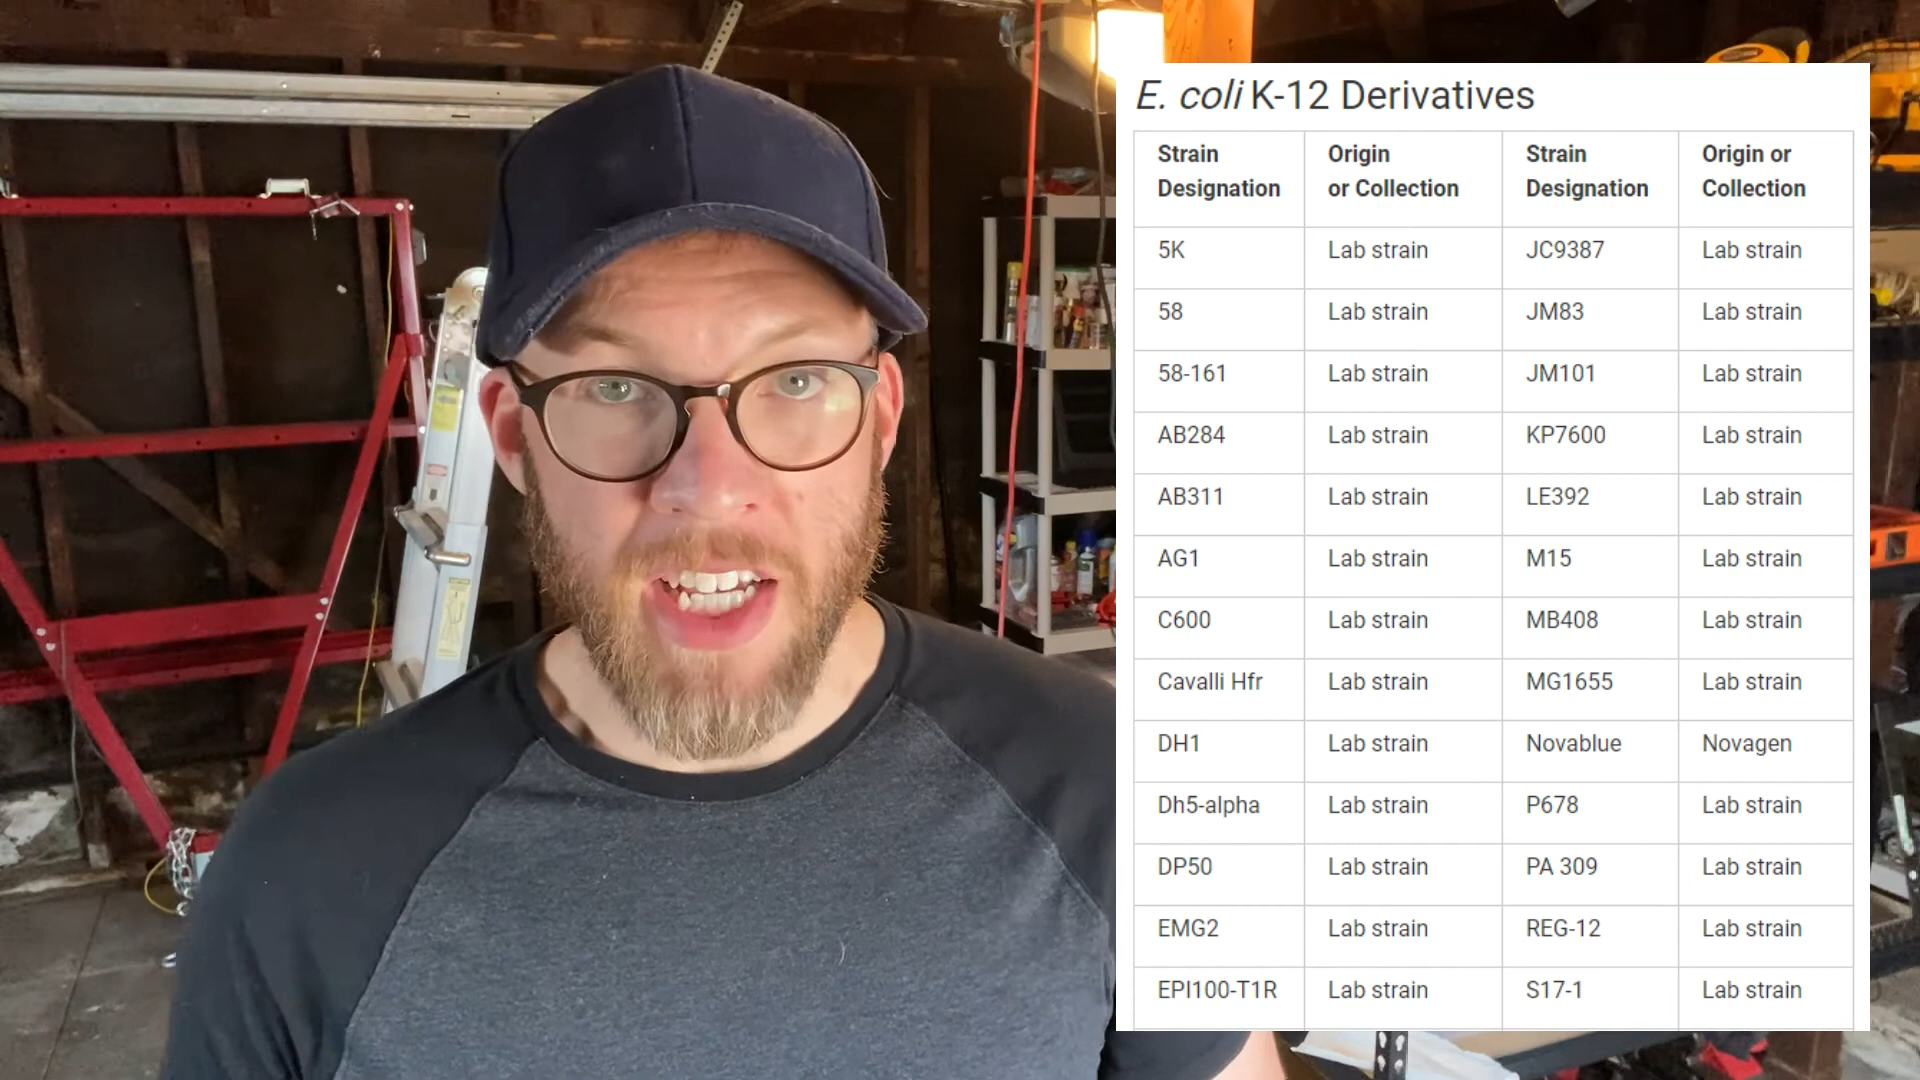 E. coli K-12 Derivatives
Strain Designation Origin or Collection Strain Designation Origin or Collection
5K Lab strain JC9387 Lab strain
58 Lab strain JM83 Lab strain
58-161 Lab strain JM101 Lab strain
AB284 Lab strain KP7600 Lab strain
AB311 Lab strain LE392 Lab strain
AG1 Lab strain M15 Lab strain
C600 Lab strain MB408 Lab strain
Cavalli Hfr Lab strain MG1655 Lab strain
DH1 Lab strain Novablue Novagen
Dh5-alpha Lab strain P678 Lab strain
DP50 Lab strain PA 309 Lab strain
EMG2 Lab strain REG-12 Lab strain
EPI100-T1R Lab strain S17-1 Lab strain